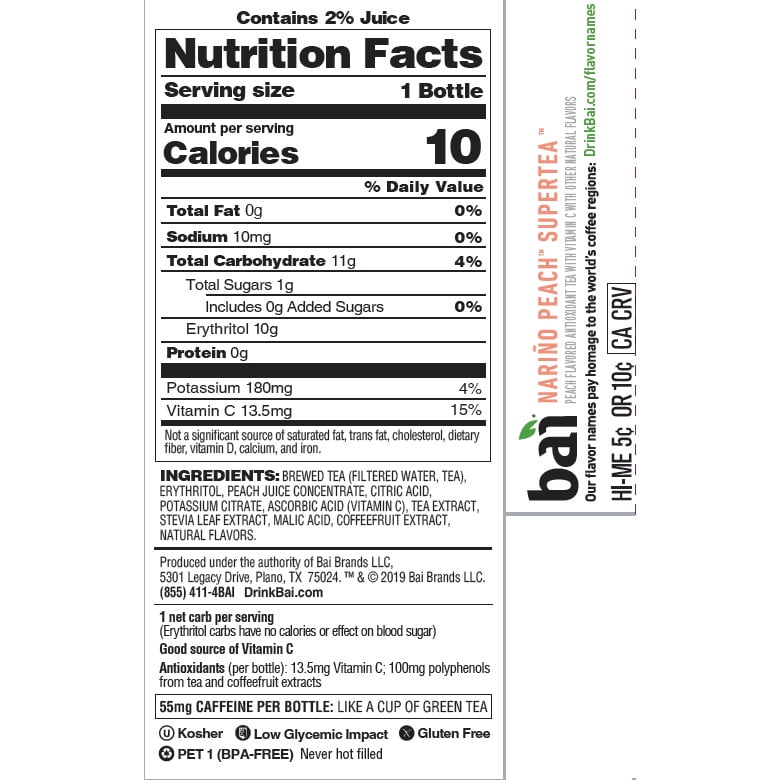 Contains 2% Juice
Nutrition Facts
Serving size 1 Bottle
Amount per serving
Calories 10
% Daily Value
Total Fat 0g 0%
Sodium 10mg 0%
Total Carbohydrate 11g 4%
Total Sugars 1g
Includes 0g Added Sugars 0%
Erythritol 10g
Protein 0g
Potassium 180mg 4%
Vitamin C 13.5mg 15%
Not a significant source of saturated fat, trans fat, cholesterol, dietary
fiber, vitamin D, calcium, and iron.
INGREDIENTS: BREWED TEA (FILTERED WATER, TEA),
ERYTHRITOL, PEACH JUICE CONCENTRATE, CITRIC ACID,
POTASSIUM CITRATE, ASCORBIC ACID (VITAMIN C), TEA EXTRACT,
STEVIA LEAF EXTRACT, MALIC ACID, COFFEEFRUIT EXTRACT,
NATURAL FLAVORS.
Produced under the authority of Bai Brands LLC,
5301 Legacy Drive, Plano, TX 75024. ™ & © 2019 Bai Brands LLC.
(855) 411-4BAI DrinkBai.com
1 net carb per serving
(Erythritol carbs have no calories or effect on blood sugar)
Good source of Vitamin C
Antioxidants (per bottle): 13.5mg Vitamin C; 100mg polyphenols
from tea and coffeefruit extracts
55mg CAFFEINE PER BOTTLE: LIKE A CUP OF GREEN TEA
U Kosher Low Glycemic Impact Gluten Free
PET 1 (BPA-FREE) Never hot filled
bai
NARIÑO PEACH™ SUPERTEA™
PEACH FLAVORED ANTIOXIDANT TEA WITH VITAMIN C WITH OTHER NATURAL FLAVORS
Our flavor names pay homage to the world's coffee regions: DrinkBai.com/flavornames
HI-ME 5¢ OR 10¢ CA CRV